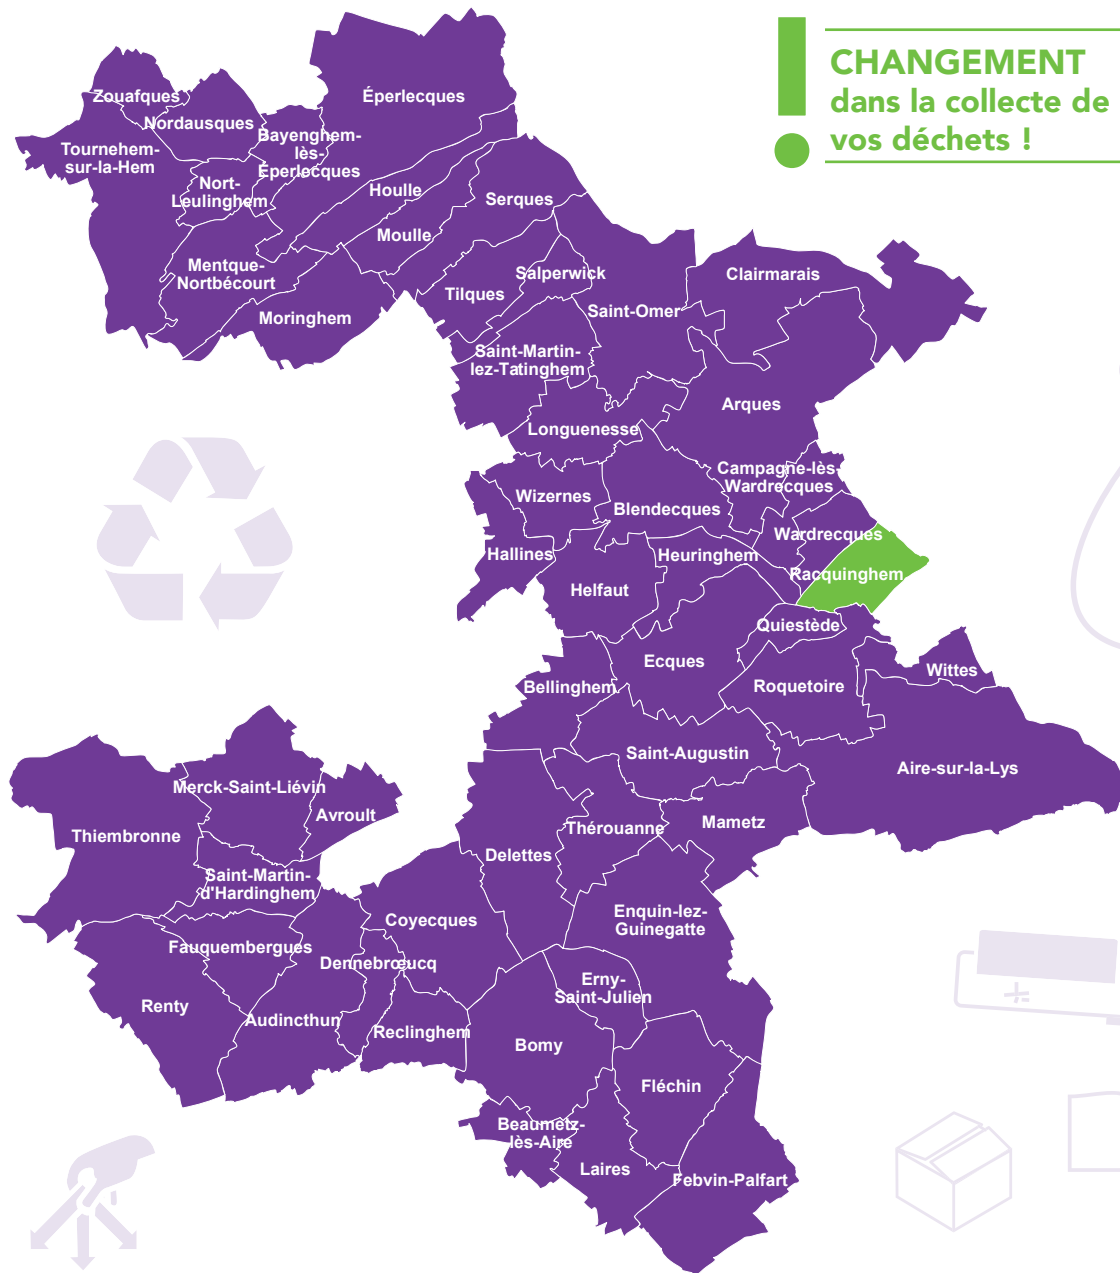 CHANGEMENT
dans la collecte de
vos déchets !
Éperlecques
Zouafques
Nordausques
Bayenghem-
lès-
Éperlecques
Tournehem-
sur-la-Hem
Nort-
Leulinghem
Houlle
Serques
Moulle
Mentque-
Nortbécourt
Salperwick
Clairmarais
Tilques
Saint-Omer
Moringhem
Saint-Martin-
lez-Tatinghem
Arques
Longuenesse
Campagne-lès-
Wardrecques
Wizernes
Blendecques
Wardrecques
Hallines
Heuringhem
Racquinghem
Helfaut
Quiestède
Ecques
Wittes
Bellinghem
Roquetoire
Saint-Augustin
Aire-sur-la-Lys
Merck-Saint-Liévin
Avroult
Thiembronne
Thérouanne
Mametz
Delettes
Saint-Martin-
d'Hardinghem
Coyecques
Enquin-lez-
Guinegatte
Fauquembergues
Dennebrœucq
Erny-
Saint-Julien
Renty
Audincthun
Reclinghem
Bomy
Fléchin
Beaumetz-
lès-Aire
Laires
Febvin-Palfart